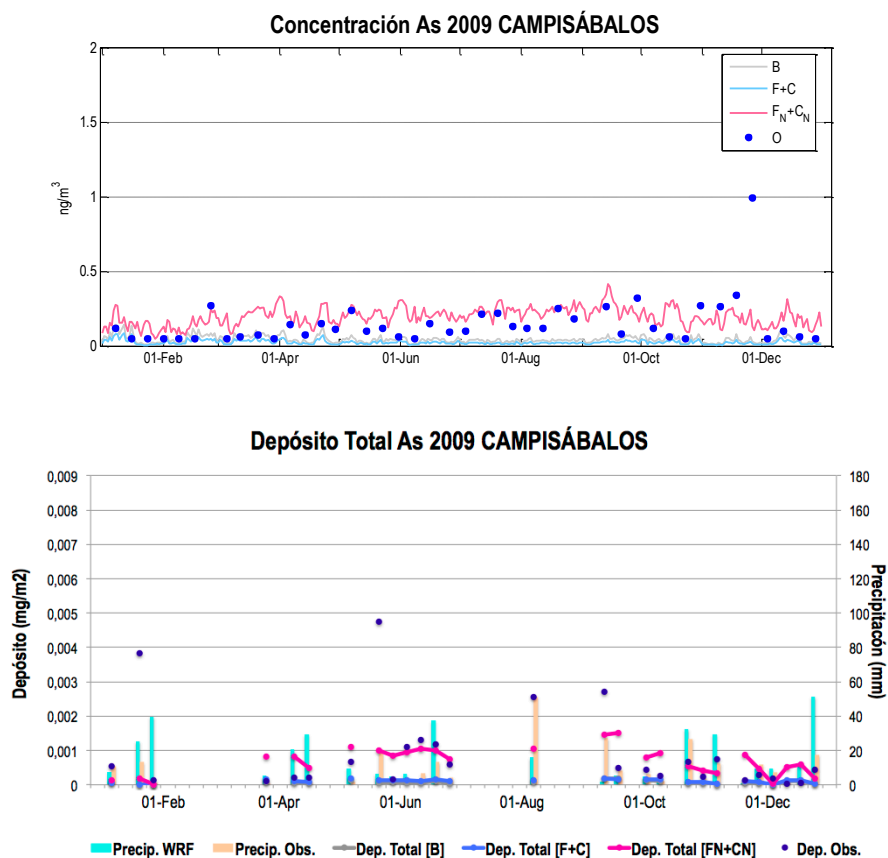 Concentración As 2009 CAMPISÁBALOS
2
1.5
1
0.5
0
ng/m3
B
F+C
FN+CN
O
01-Feb 01-Apr 01-Jun 01-Aug 01-Oct 01-Dec
Depósito Total As 2009 CAMPISÁBALOS
0,009 180
0,008 160
0,007 140
0,006 120
0,005 100
0,004 80
0,003 60
0,002 40
0,001 20
0 0
Depósito (mg/m2)
Precipitacón (mm)
01-Feb 01-Apr 01-Jun 01-Aug 01-Oct 01-Dec
Precip. WRF Precip. Obs. Dep. Total [B] Dep. Total [F+C] Dep. Total [FN+CN] Dep. Obs.